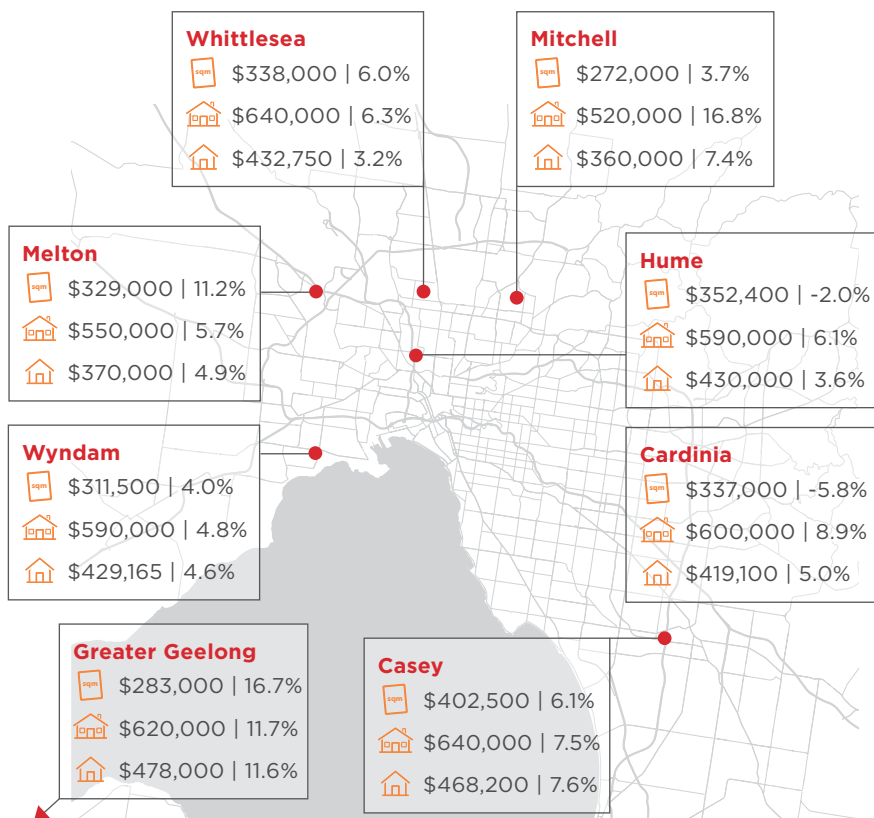 Whittlesea
sqm $338,000 | 6.0%
$640,000 | 6.3%
$432,750 | 3.2%
Mitchell
sqm $272,000 | 3.7%
$520,000 | 16.8%
$360,000 | 7.4%
Melton
sqm $329,000 | 11.2%
$550,000 | 5.7%
$370,000 | 4.9%
Hume
sqm $352,400 | -2.0%
$590,000 | 6.1%
$430,000 | 3.6%
Wyndam
sqm $311,500 | 4.0%
$590,000 | 4.8%
$429,165 | 4.6%
Cardinia
sqm $337,000 | -5.8%
$600,000 | 8.9%
$419,100 | 5.0%
Greater Geelong
sqm $283,000 | 16.7%
$620,000 | 11.7%
$478,000 | 11.6%
Casey
sqm $402,500 | 6.1%
$640,000 | 7.5%
$468,200 | 7.6%